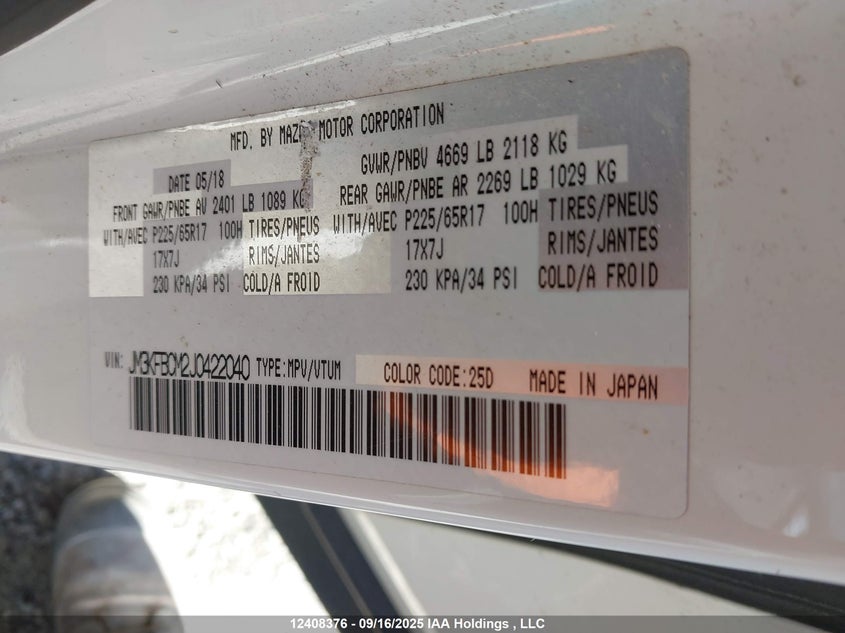 MFD. BY MAZDA MOTOR CORPORATION
DATE 05/18
GVWR/PNBV 4669 LB 2118 KG
FRONT GAWR/PNBE AV 2401 LB 1089 KG
REAR GAWR/PNBE AR 2269 LB 1029 KG
WITH/AVEC P225/65R17 100H TIRES/PNEUS
WITH/AVEC P225/65R17 100H TIRES/PNEUS
17X7J RIMS/JANTES
17X7J RIMS/JANTES
230 KPA/34 PSI COLD/A FROID
230 KPA/34 PSI COLD/A FROID
VIN: JM3KFBCM2J0422040 TYPE:MPV/VTUM COLOR CODE:25D MADE IN JAPAN
12408376 - 09/16/2025 IAA Holdings , LLC